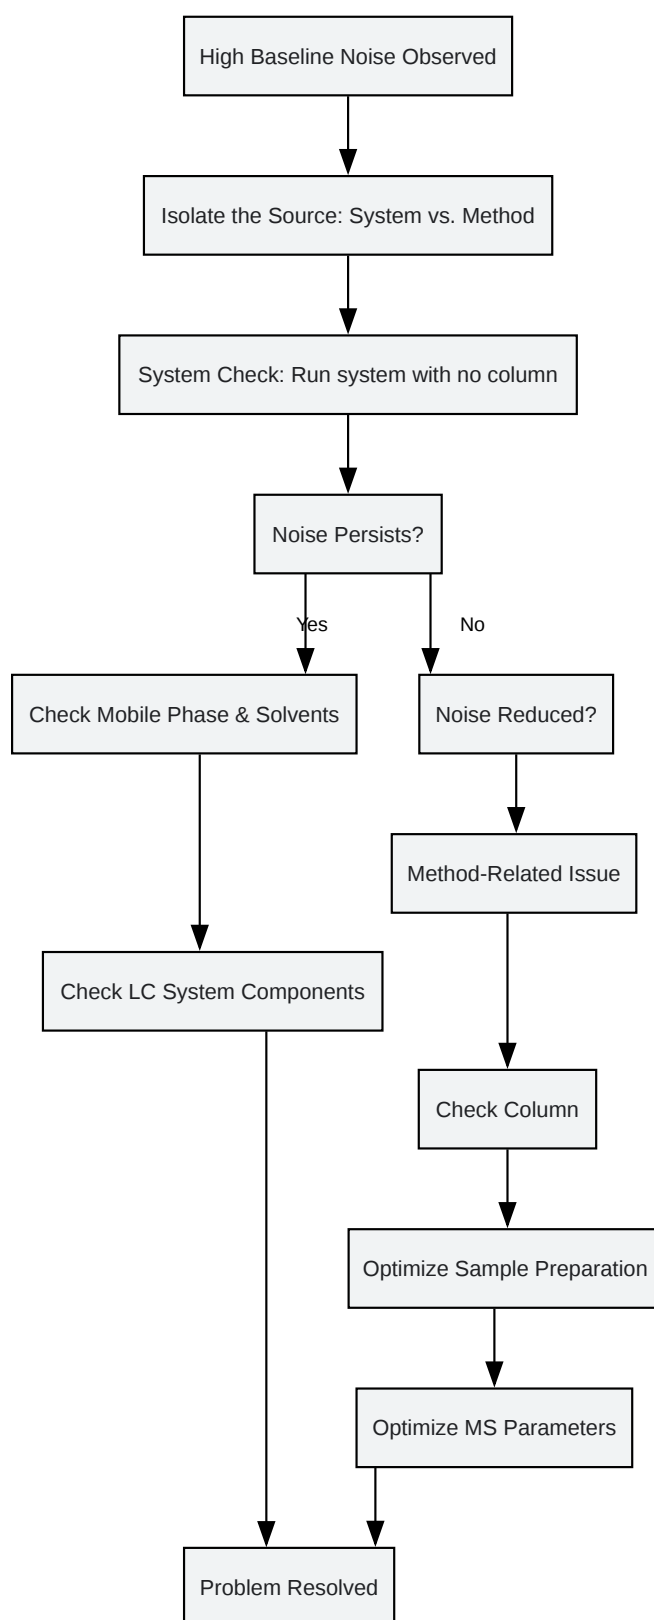 High Baseline Noise Observed
Isolate the Source: System vs. Method
System Check: Run system with no column
Noise Persists?
Yes
No
Check Mobile Phase & Solvents
Noise Reduced?
Method-Related Issue
Check LC System Components
Check Column
Optimize Sample Preparation
Optimize MS Parameters
Problem Resolved